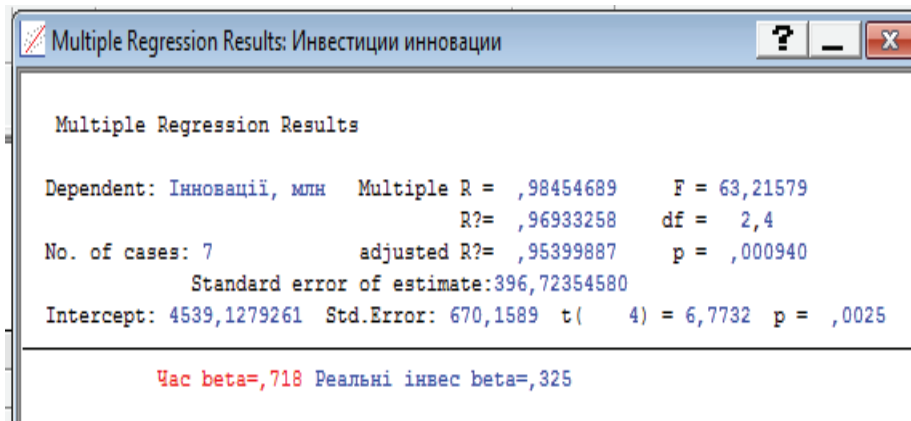 Multiple Regression Results: Инвестиции инновации
Multiple Regression Results
Dependent: Інновації, млн Multiple R = ,98454689 F = 63,21579
R?= ,96933258 df = 2,4
No. of cases: 7 adjusted R?= ,95399887 p = ,000940
Standard error of estimate:396,72354580
Intercept: 4539,1279261 Std.Error: 670,1589 t( 4) = 6,7732 p = ,0025
Час beta=,718 Реальні інвес beta=,325